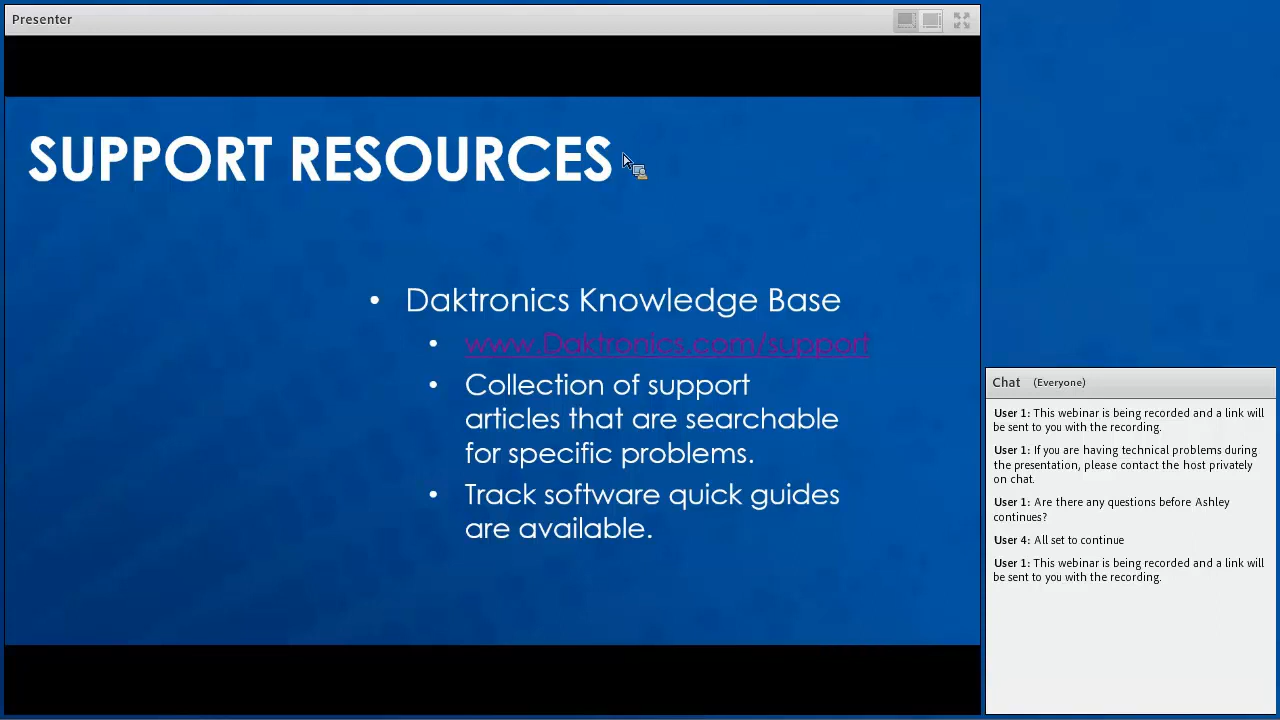 Presenter
SUPPORT RESOURCES
• Daktronics Knowledge Base
• www.Daktronics.com/support
• Collection of support
articles that are searchable
for specific problems.
• Track software quick guides
are available.
Chat (Everyone)
User 1: This webinar is being recorded and a link will
be sent to you with the recording.
User 1: If you are having technical problems during
the presentation, please contact the host privately
on chat.
User 1: Are there any questions before Ashley
continues?
User 4: All set to continue
User 1: This webinar is being recorded and a link will
be sent to you with the recording.